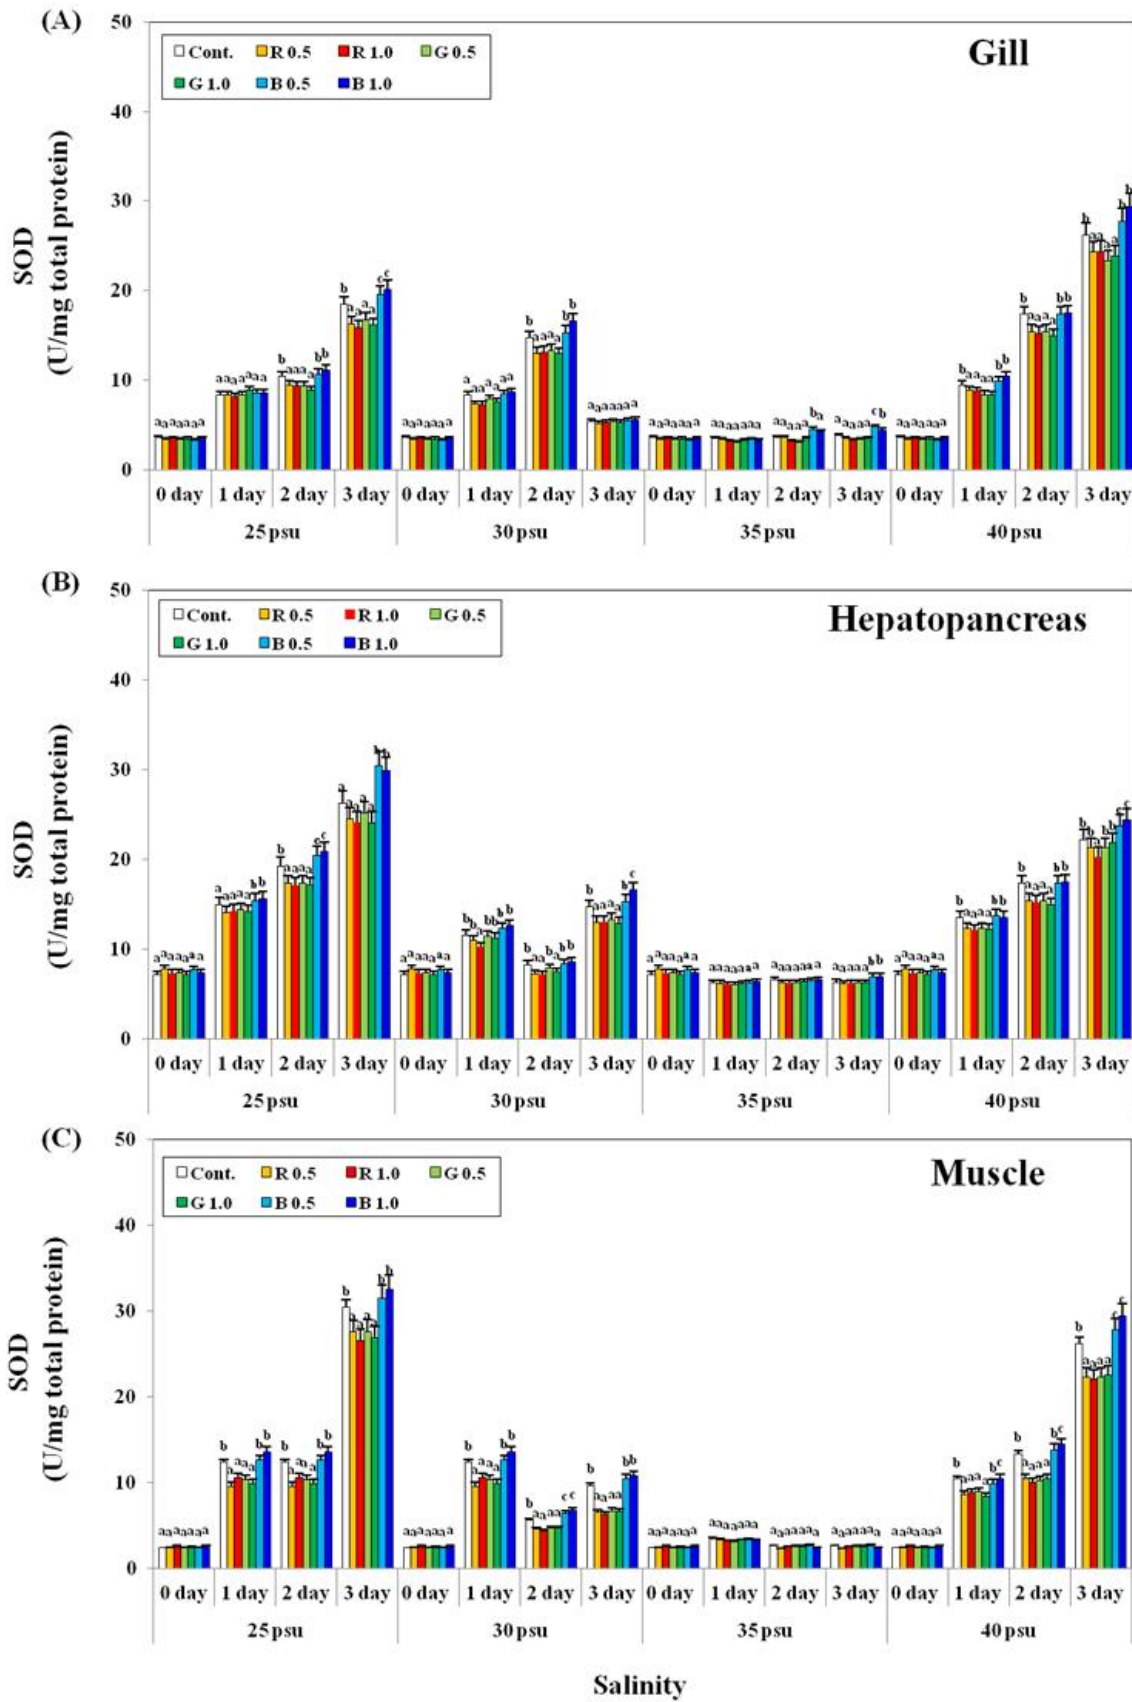 (A)
50
Gill
Cont. R 0.5 R 1.0 G 0.5
G 1.0 B 0.5 B 1.0
40
30
20
10
0
SOD
(U/mg total protein)
0 day 1 day 2 day 3 day 0 day 1 day 2 day 3 day 0 day 1 day 2 day 3 day 0 day 1 day 2 day 3 day
25 psu 30 psu 35 psu 40 psu
(B)
50
Hepatopancreas
Cont. R 0.5 R 1.0 G 0.5
G 1.0 B 0.5 B 1.0
40
30
20
10
0
SOD
(U/mg total protein)
0 day 1 day 2 day 3 day 0 day 1 day 2 day 3 day 0 day 1 day 2 day 3 day 0 day 1 day 2 day 3 day
25 psu 30 psu 35 psu 40 psu
(C)
50
Muscle
Cont. R 0.5 R 1.0 G 0.5
G 1.0 B 0.5 B 1.0
40
30
20
10
0
SOD
(U/mg total protein)
0 day 1 day 2 day 3 day 0 day 1 day 2 day 3 day 0 day 1 day 2 day 3 day 0 day 1 day 2 day 3 day
25 psu 30 psu 35 psu 40 psu
Salinity